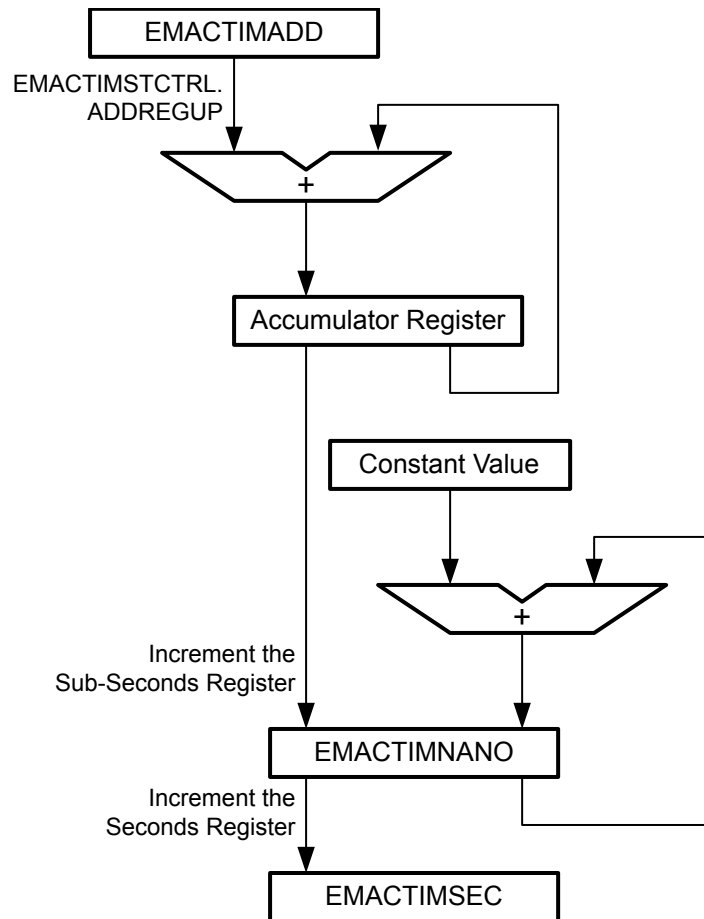 EMACTIMADD
EMACTIMSTCTRL.
ADDREGUP
+
Accumulator Register
Constant Value
+
Increment the
Sub-Seconds Register
EMACTIMNANO
Increment the
Seconds Register
EMACTIMSEC